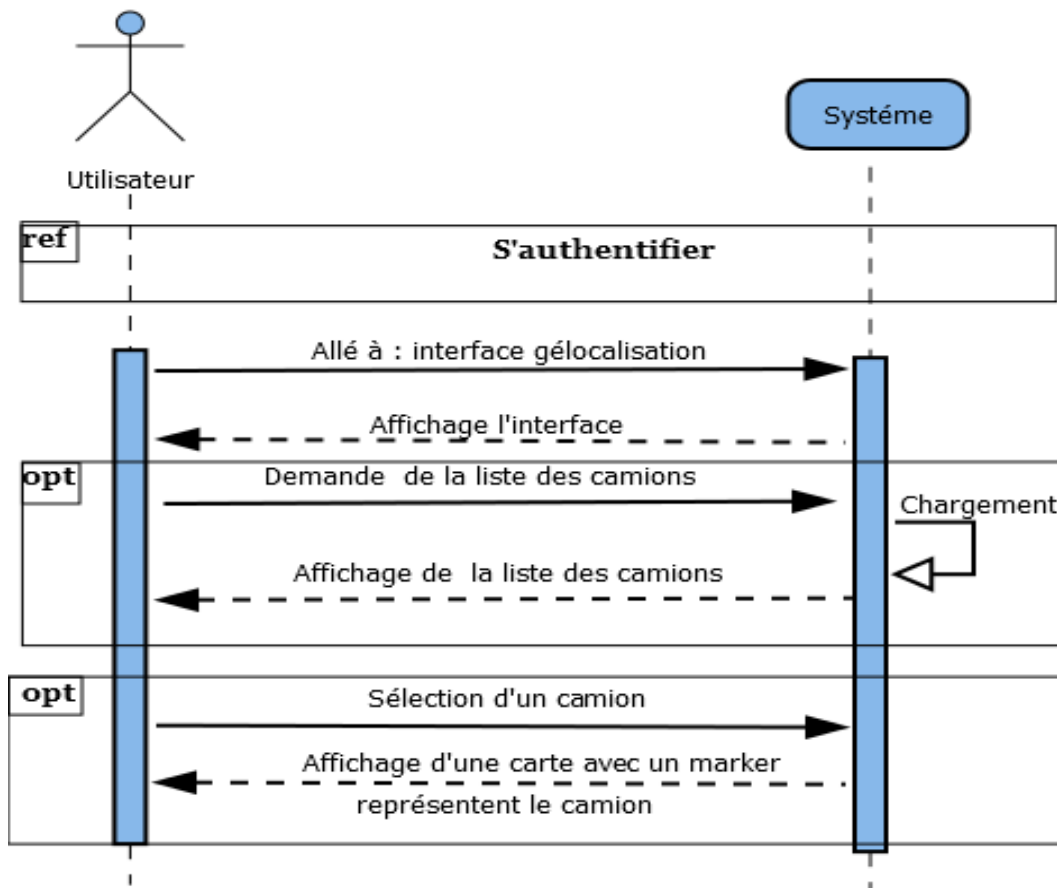 Systéme
Utilisateur
ref
S'authentifier
Allé à : interface gélocalisation
Affichage l'interface
opt
Demande de la liste des camions
Chargement
Affichage de la liste des camions
opt
Sélection d'un camion
Affichage d'une carte avec un marker
représentent le camion